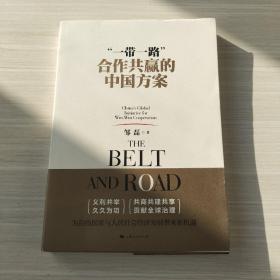 “一带一路”
合作共赢的
中国方案
China's Global
Initiative for
Win-Win Cooperation
邹磊 著
THE
BELT
AND ROAD
义利并举 共商共建共享
久久为功 贡献全球治理